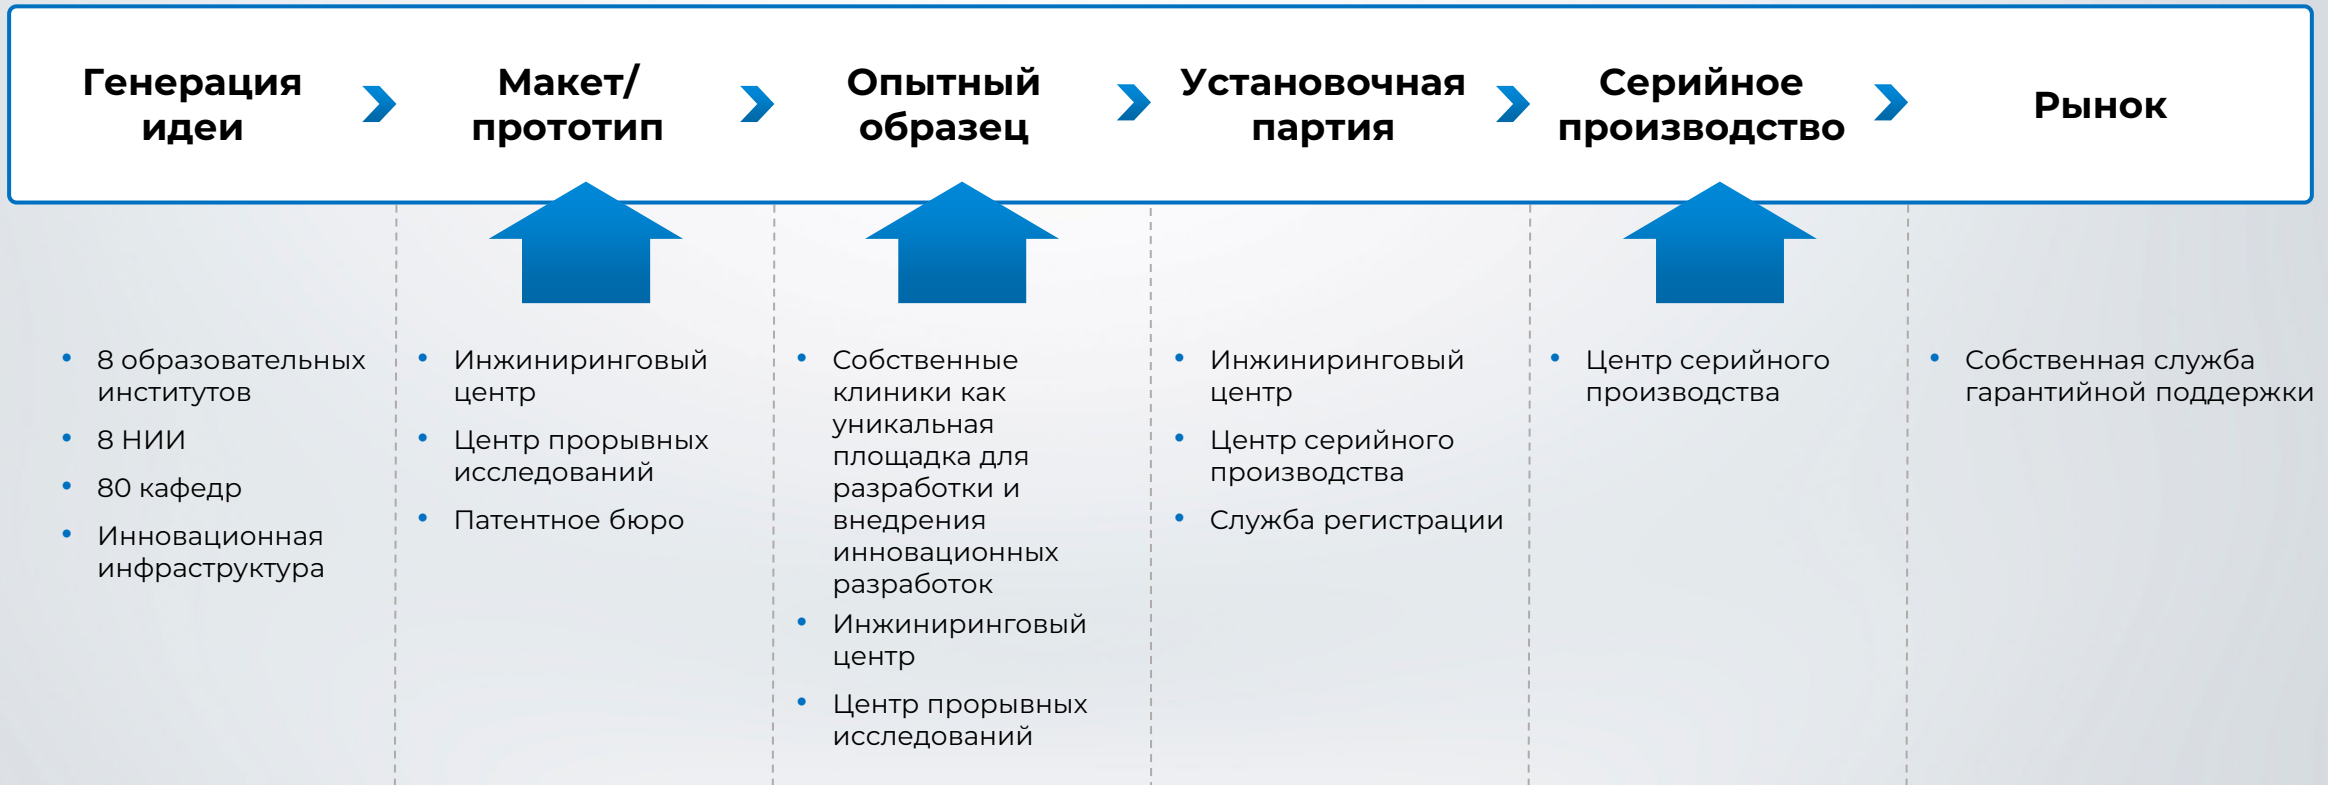 Генерация
идеи
Макет/
прототип
Опытный
образец
Установочная
партия
Серийное
производство
Рынок
• 8 образовательных
институтов
• 8 НИИ
• 80 кафедр
• Инновационная
инфраструктура
• Инжиниринговый
центр
• Центр прорывных
исследований
• Патентное бюро
• Собственные
клиники как
уникальная
площадка для
разработки и
внедрения
инновационных
разработок
• Инжиниринговый
центр
• Центр прорывных
исследований
• Инжиниринговый
центр
• Центр серийного
производства
• Служба регистрации
• Центр серийного
производства
• Собственная служба
гарантийной поддержки